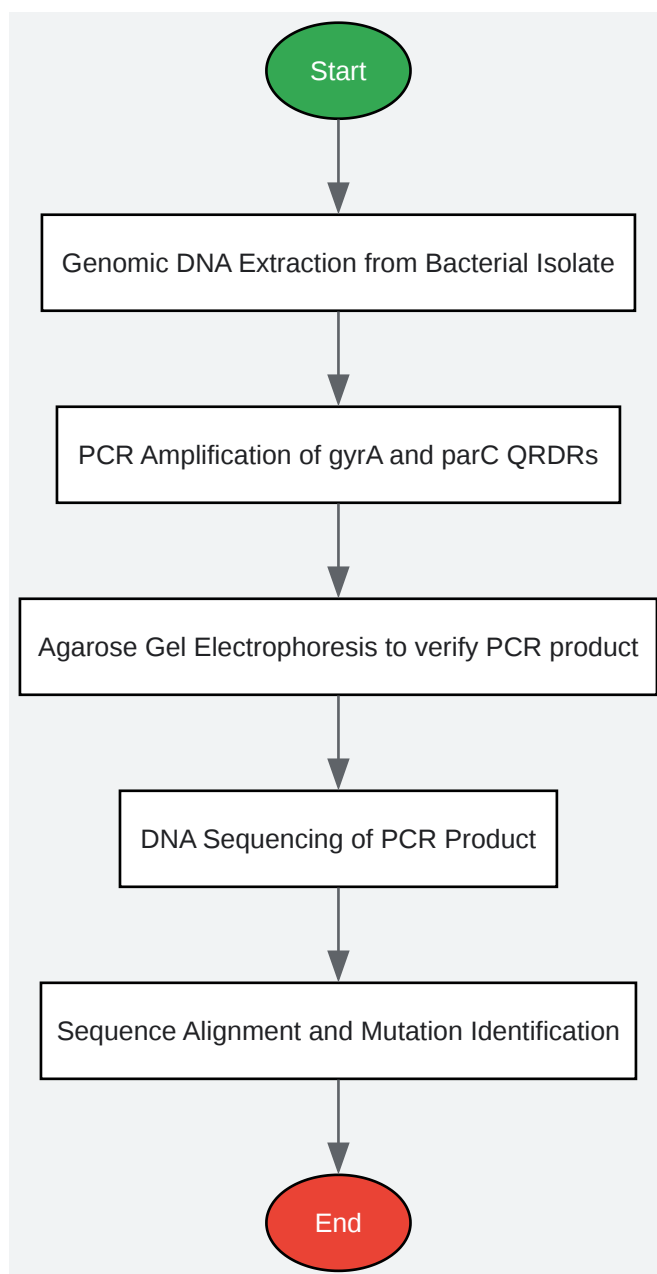 Start
Genomic DNA Extraction from Bacterial Isolate
PCR Amplification of gyrA and parC QRDRs
Agarose Gel Electrophoresis to verify PCR product
DNA Sequencing of PCR Product
Sequence Alignment and Mutation Identification
End